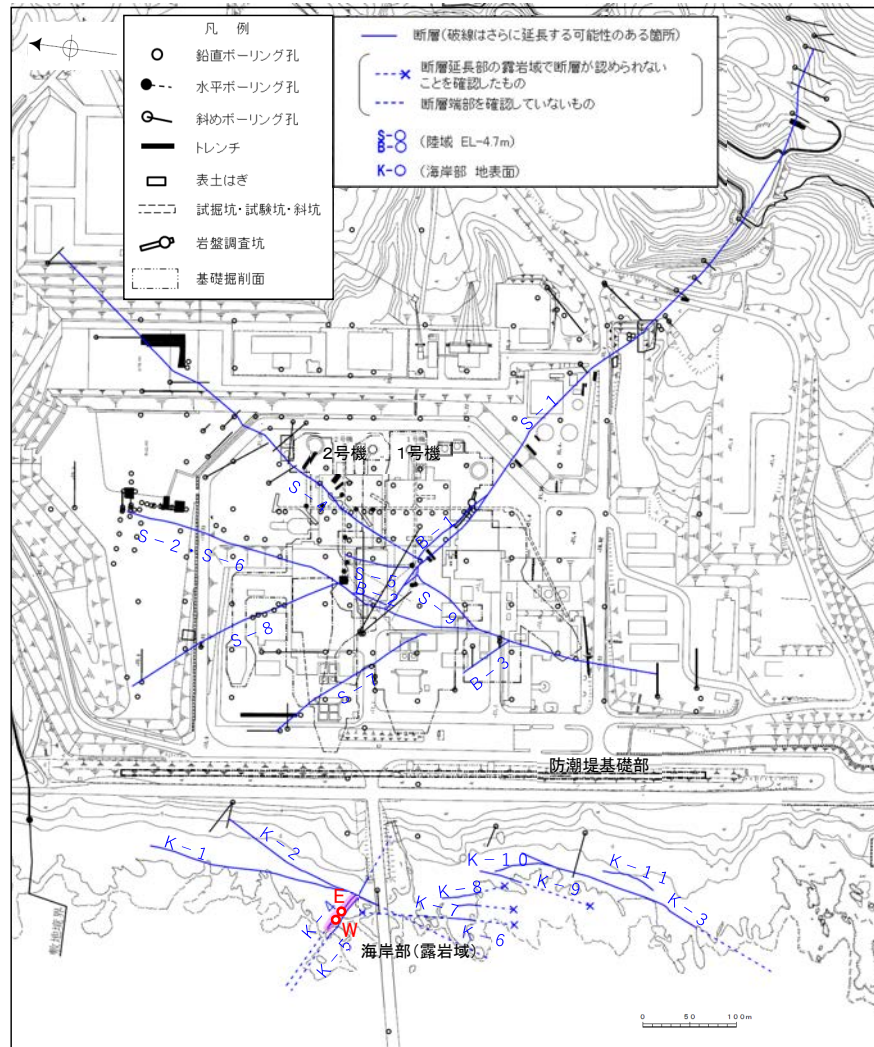 凡 例
鉛直ボーリング孔
水平ボーリング孔
斜めボーリング孔
トレンチ
表土はぎ
試掘坑・試験坑・斜坑
岩盤調査坑
基礎掘削面
断層(破線はさらに延長する可能性のある箇所)
断層延長部の露岩域で断層が認められない
ことを確認したもの
断層端部を確認していないもの
S-○
B-○
(陸域 EL-4.7m)
K-○
(海岸部 地表面)
S-1
2号機
1号機
S-4
B-1
S-2・S-6
S-5
B-2
S-9
S-8
S-7
B-3
防潮堤基礎部
K-1
K-2
K-10
K-11
K-9
K-8
K-7
K-3
K-4
E
W
K-5
K-6
海岸部(露岩域)
敷地境界
0 50 100m